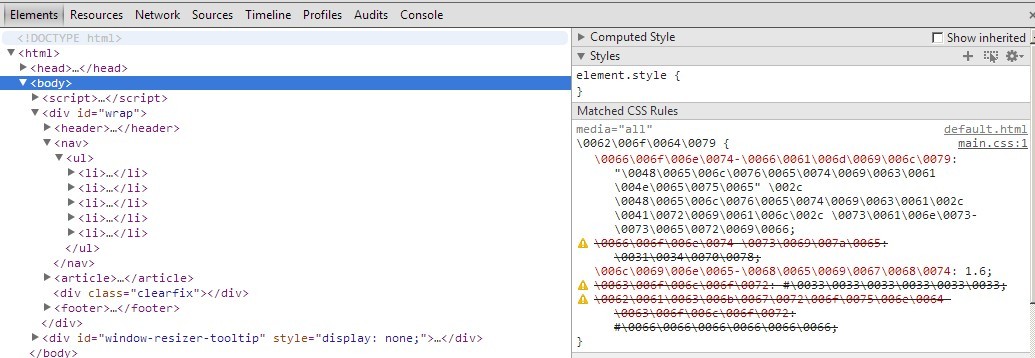 Elements Resources Network Sources Timeline Profiles Audits Console
<!DOCTYPE html>
▼<html>
▶<head>…</head>
▼<body>
▶<script>…</script>
▼<div id="wrap">
▶<header>…</header>
▼<nav>
▼<ul>
▶<li>…</li>
▶<li>…</li>
▶<li>…</li>
▶<li>…</li>
▶<li>…</li>
</ul>
</nav>
▶<article>…</article>
<div class="clearfix"></div>
▶<footer>…</footer>
</div>
▶<div id="window-resizer-tooltip" style="display: none;">…</div>
</body>
▶ Computed Style Show inherited
▼ Styles
element.style {
}
Matched CSS Rules
media="all" default.html
\0062\006f\0064\0079 { main.css:1
\0066\006f\006e\0074-\0066\0061\006d\0069\006c\0079:
"\0048\0065\006c\0076\0065\0074\0069\0063\0061
\004e\0065\0075\0065" \002c
\0048\0065\006c\0076\0065\0074\0069\0063\0061\002c
\0041\0072\0069\0061\006c\002c \0073\0061\006e\0073-
\0073\0065\0072\0069\0066;
\0066\006f\006e\0074-\0073\0069\007a\0065:
\0031\0034\0070\0078;
\006c\0069\006e\0065-\0068\0065\0069\0067\0068\0074: 1.6;
\0063\006f\006c\006f\0072: #\0033\0033\0033\0033\0033\0033;
\0062\0061\0063\006b\0067\0072\006f\0075\006e\0064-
\0063\006f\006c\006f\0072:
#\0066\0066\0066\0066\0066\0066;
}